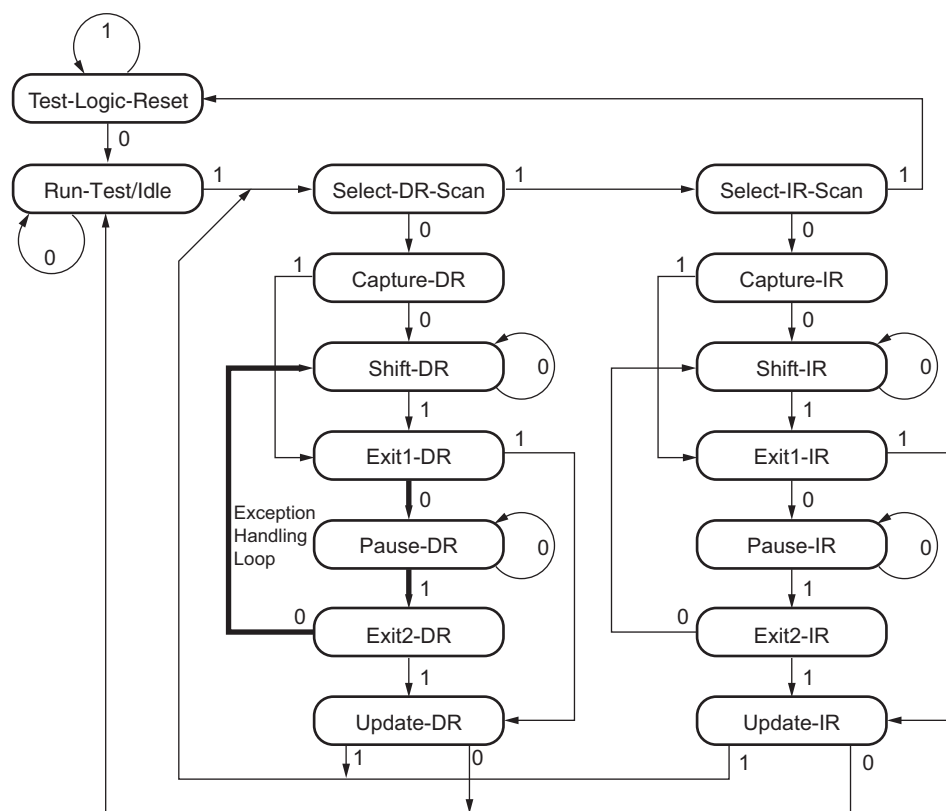 1
Test-Logic-Reset
0
Run-Test/Idle 1 Select-DR-Scan 1 Select-IR-Scan 1
0 0 0
1 Capture-DR 1 Capture-IR
0 0
Shift-DR 0 Shift-IR 0
1 1
Exit1-DR 1 Exit1-IR 1
0 0
Exception
Handling
Loop
Pause-DR 0 Pause-IR 0
1 1
0 Exit2-DR 0 Exit2-IR
1 1
Update-DR Update-IR
1 0 1 0